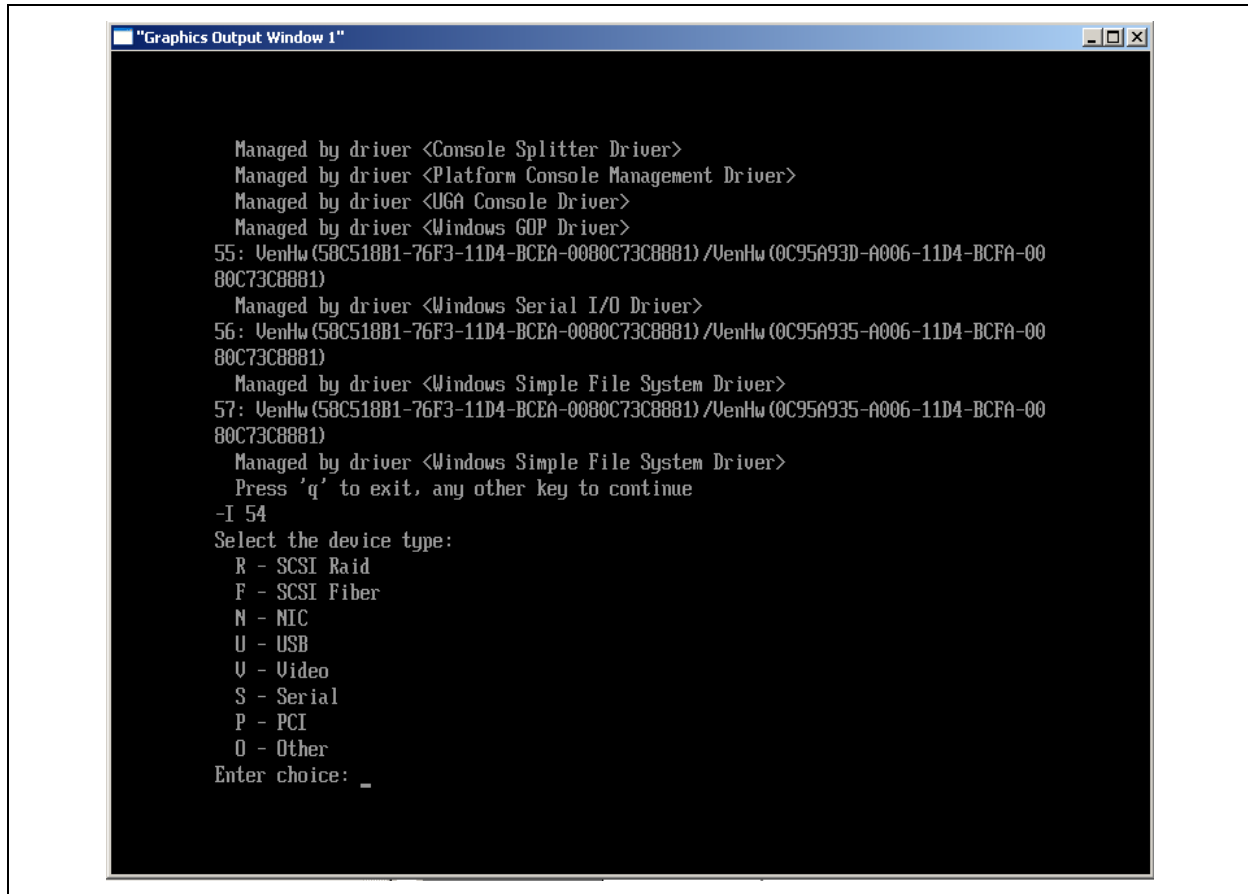 "Graphics Output Window 1"
Managed by driver <Console Splitter Driver>
Managed by driver <Platform Console Management Driver>
Managed by driver <UGA Console Driver>
Managed by driver <Windows GOP Driver>
55: VenHw(58C518B1-76F3-11D4-BCEA-0080C73C8881)/VenHw(0C95A93D-A006-11D4-BCFA-00
80C73C8881)
Managed by driver <Windows Serial I/O Driver>
56: VenHw(58C518B1-76F3-11D4-BCEA-0080C73C8881)/VenHw(0C95A935-A006-11D4-BCFA-00
80C73C8881)
Managed by driver <Windows Simple File System Driver>
57: VenHw(58C518B1-76F3-11D4-BCEA-0080C73C8881)/VenHw(0C95A935-A006-11D4-BCFA-00
80C73C8881)
Managed by driver <Windows Simple File System Driver>
Press 'q' to exit, any other key to continue
-I 54
Select the device type:
R - SCSI Raid
F - SCSI Fiber
N - NIC
U - USB
V - Video
S - Serial
P - PCI
O - Other
Enter choice: _